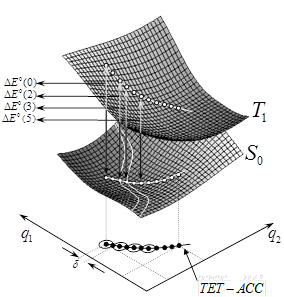 ΔE°(0)
ΔE°(2)
ΔE°(3)
ΔE°(5)
T₁
S₀
q₁
q₂
δ
TET – ACC